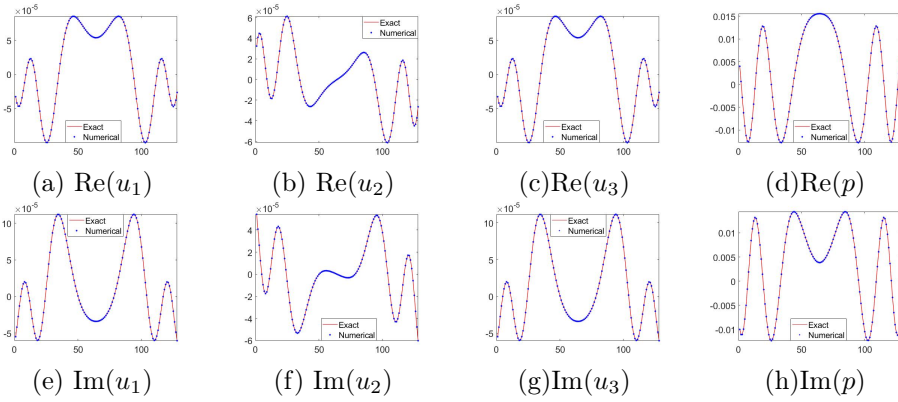 ×10⁻⁵
5
0
-5
Exact
Numerical
0 50 100
(a) Re(u₁)
×10⁻⁵
6
4
2
0
-2
-4
-6
Exact
Numerical
0 50 100
(b) Re(u₂)
×10⁻⁵
5
0
-5
Exact
Numerical
0 50 100
(c)Re(u₃)
0.015
0.01
0.005
0
-0.005
-0.01
Exact
Numerical
0 50 100
(d)Re(p)
×10⁻⁵
10
5
0
-5
Exact
Numerical
0 50 100
(e) Im(u₁)
×10⁻⁵
4
2
0
-2
-4
-6
Exact
Numerical
0 50 100
(f) Im(u₂)
×10⁻⁵
10
5
0
-5
Exact
Numerical
0 50 100
(g)Im(u₃)
0.01
0.005
0
-0.005
-0.01
Exact
Numerical
0 50 100
(h)Im(p)